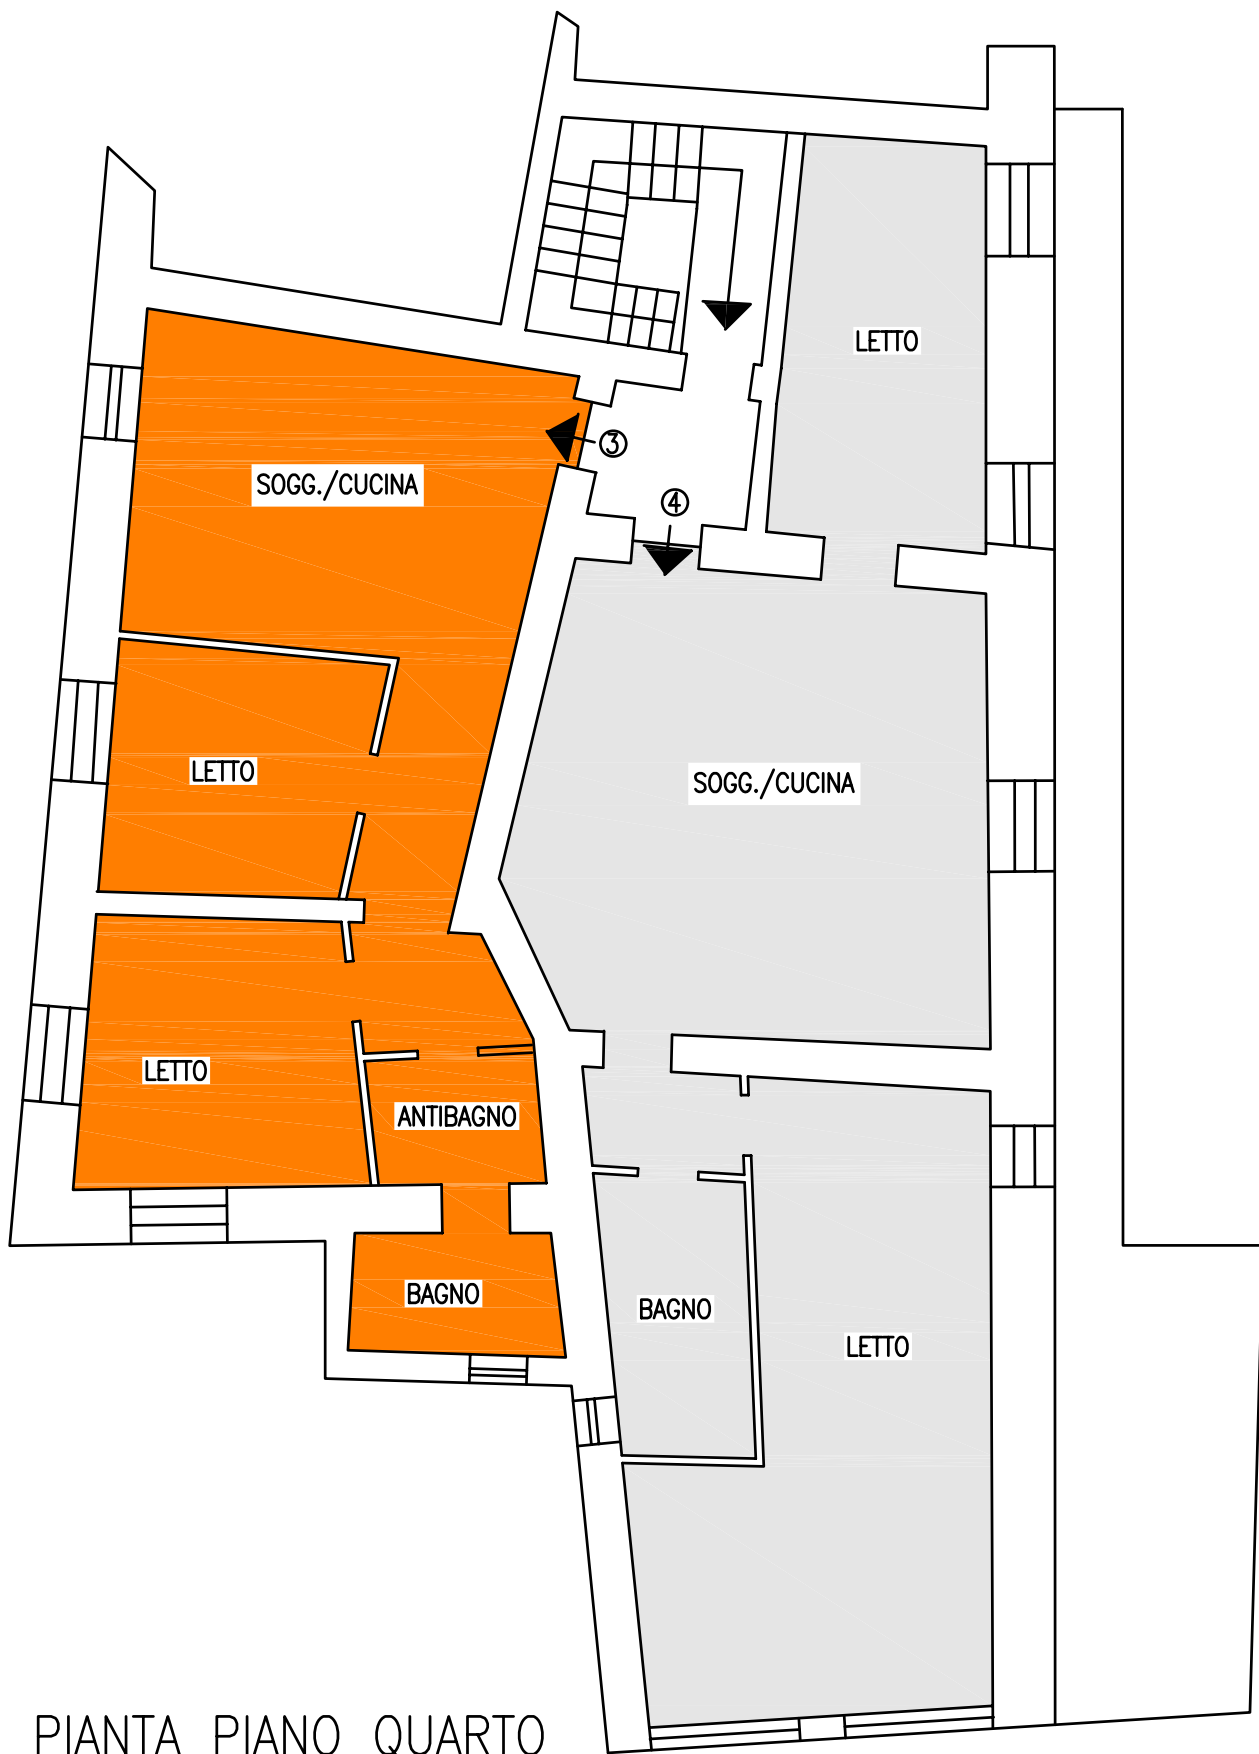 LETTO
③
SOGG./CUCINA
④
LETTO
SOGG./CUCINA
LETTO
ANTIBAGNO
BAGNO
BAGNO
LETTO
PIANTA PIANO QUARTO